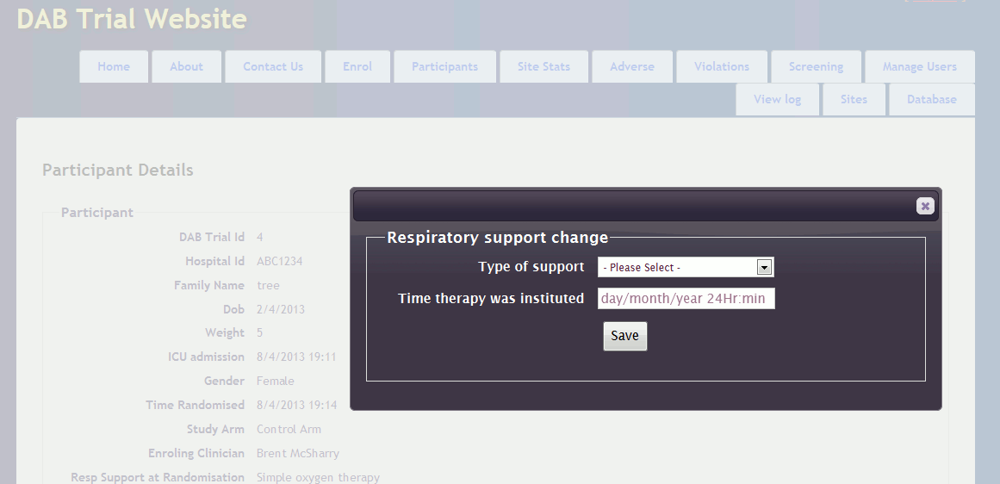 DAB Trial Website
Home About Contact Us Enrol Participants Site Stats Adverse Violations Screening Manage Users
View log Sites Database
Participant Details
Participant
DAB Trial Id 4
Hospital Id ABC1234
Family Name tree
Dob 2/4/2013
Weight 5
ICU admission 8/4/2013 19:11
Gender Female
Time Randomised 8/4/2013 19:14
Study Arm Control Arm
Enroling Clinician Brent McSharry
Resp Support at Randomisation Simple oxygen therapy
Respiratory support change
Type of support - Please Select -
Time therapy was instituted day/month/year 24Hr:min
Save